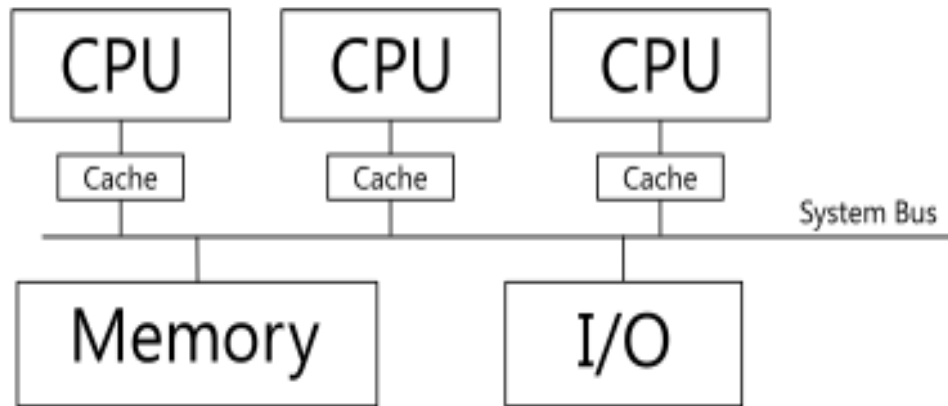 CPU CPU CPU
Cache Cache Cache
System Bus
Memory I/O